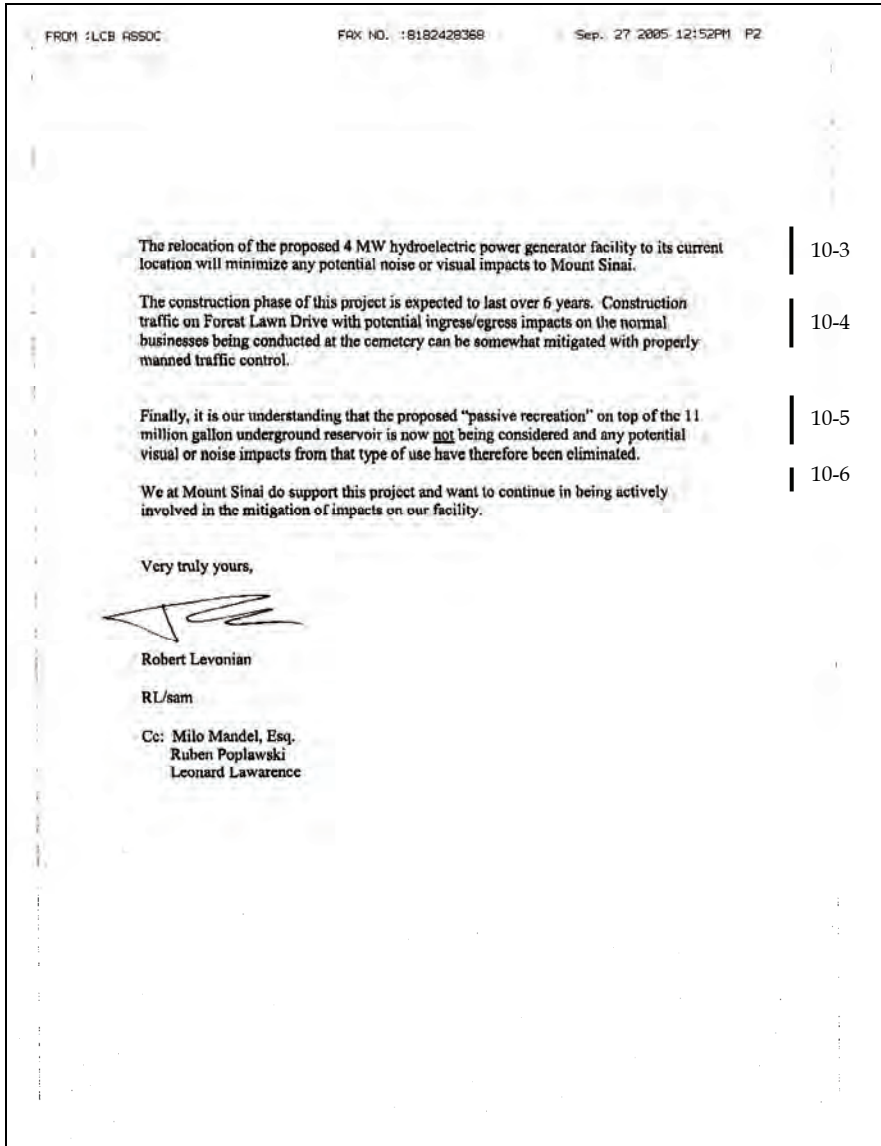 FROM :LCB ASSOC FAX NO. :8182428368 Sep. 27 2005 12:52PM P2
The relocation of the proposed 4 MW hydroelectric power generator facility to its current
location will minimize any potential noise or visual impacts to Mount Sinai.
10-3
The construction phase of this project is expected to last over 6 years. Construction
traffic on Forest Lawn Drive with potential ingress/egress impacts on the normal
businesses being conducted at the cemetery can be somewhat mitigated with properly
manned traffic control.
10-4
Finally, it is our understanding that the proposed "passive recreation" on top of the 11
million gallon underground reservoir is now not being considered and any potential
visual or noise impacts from that type of use have therefore been eliminated.
10-5
We at Mount Sinai do support this project and want to continue in being actively
involved in the mitigation of impacts on our facility.
10-6
Very truly yours,
Robert Levonian
RL/sam
Cc: Milo Mandel, Esq.
Ruben Poplawski
Leonard Lawarence